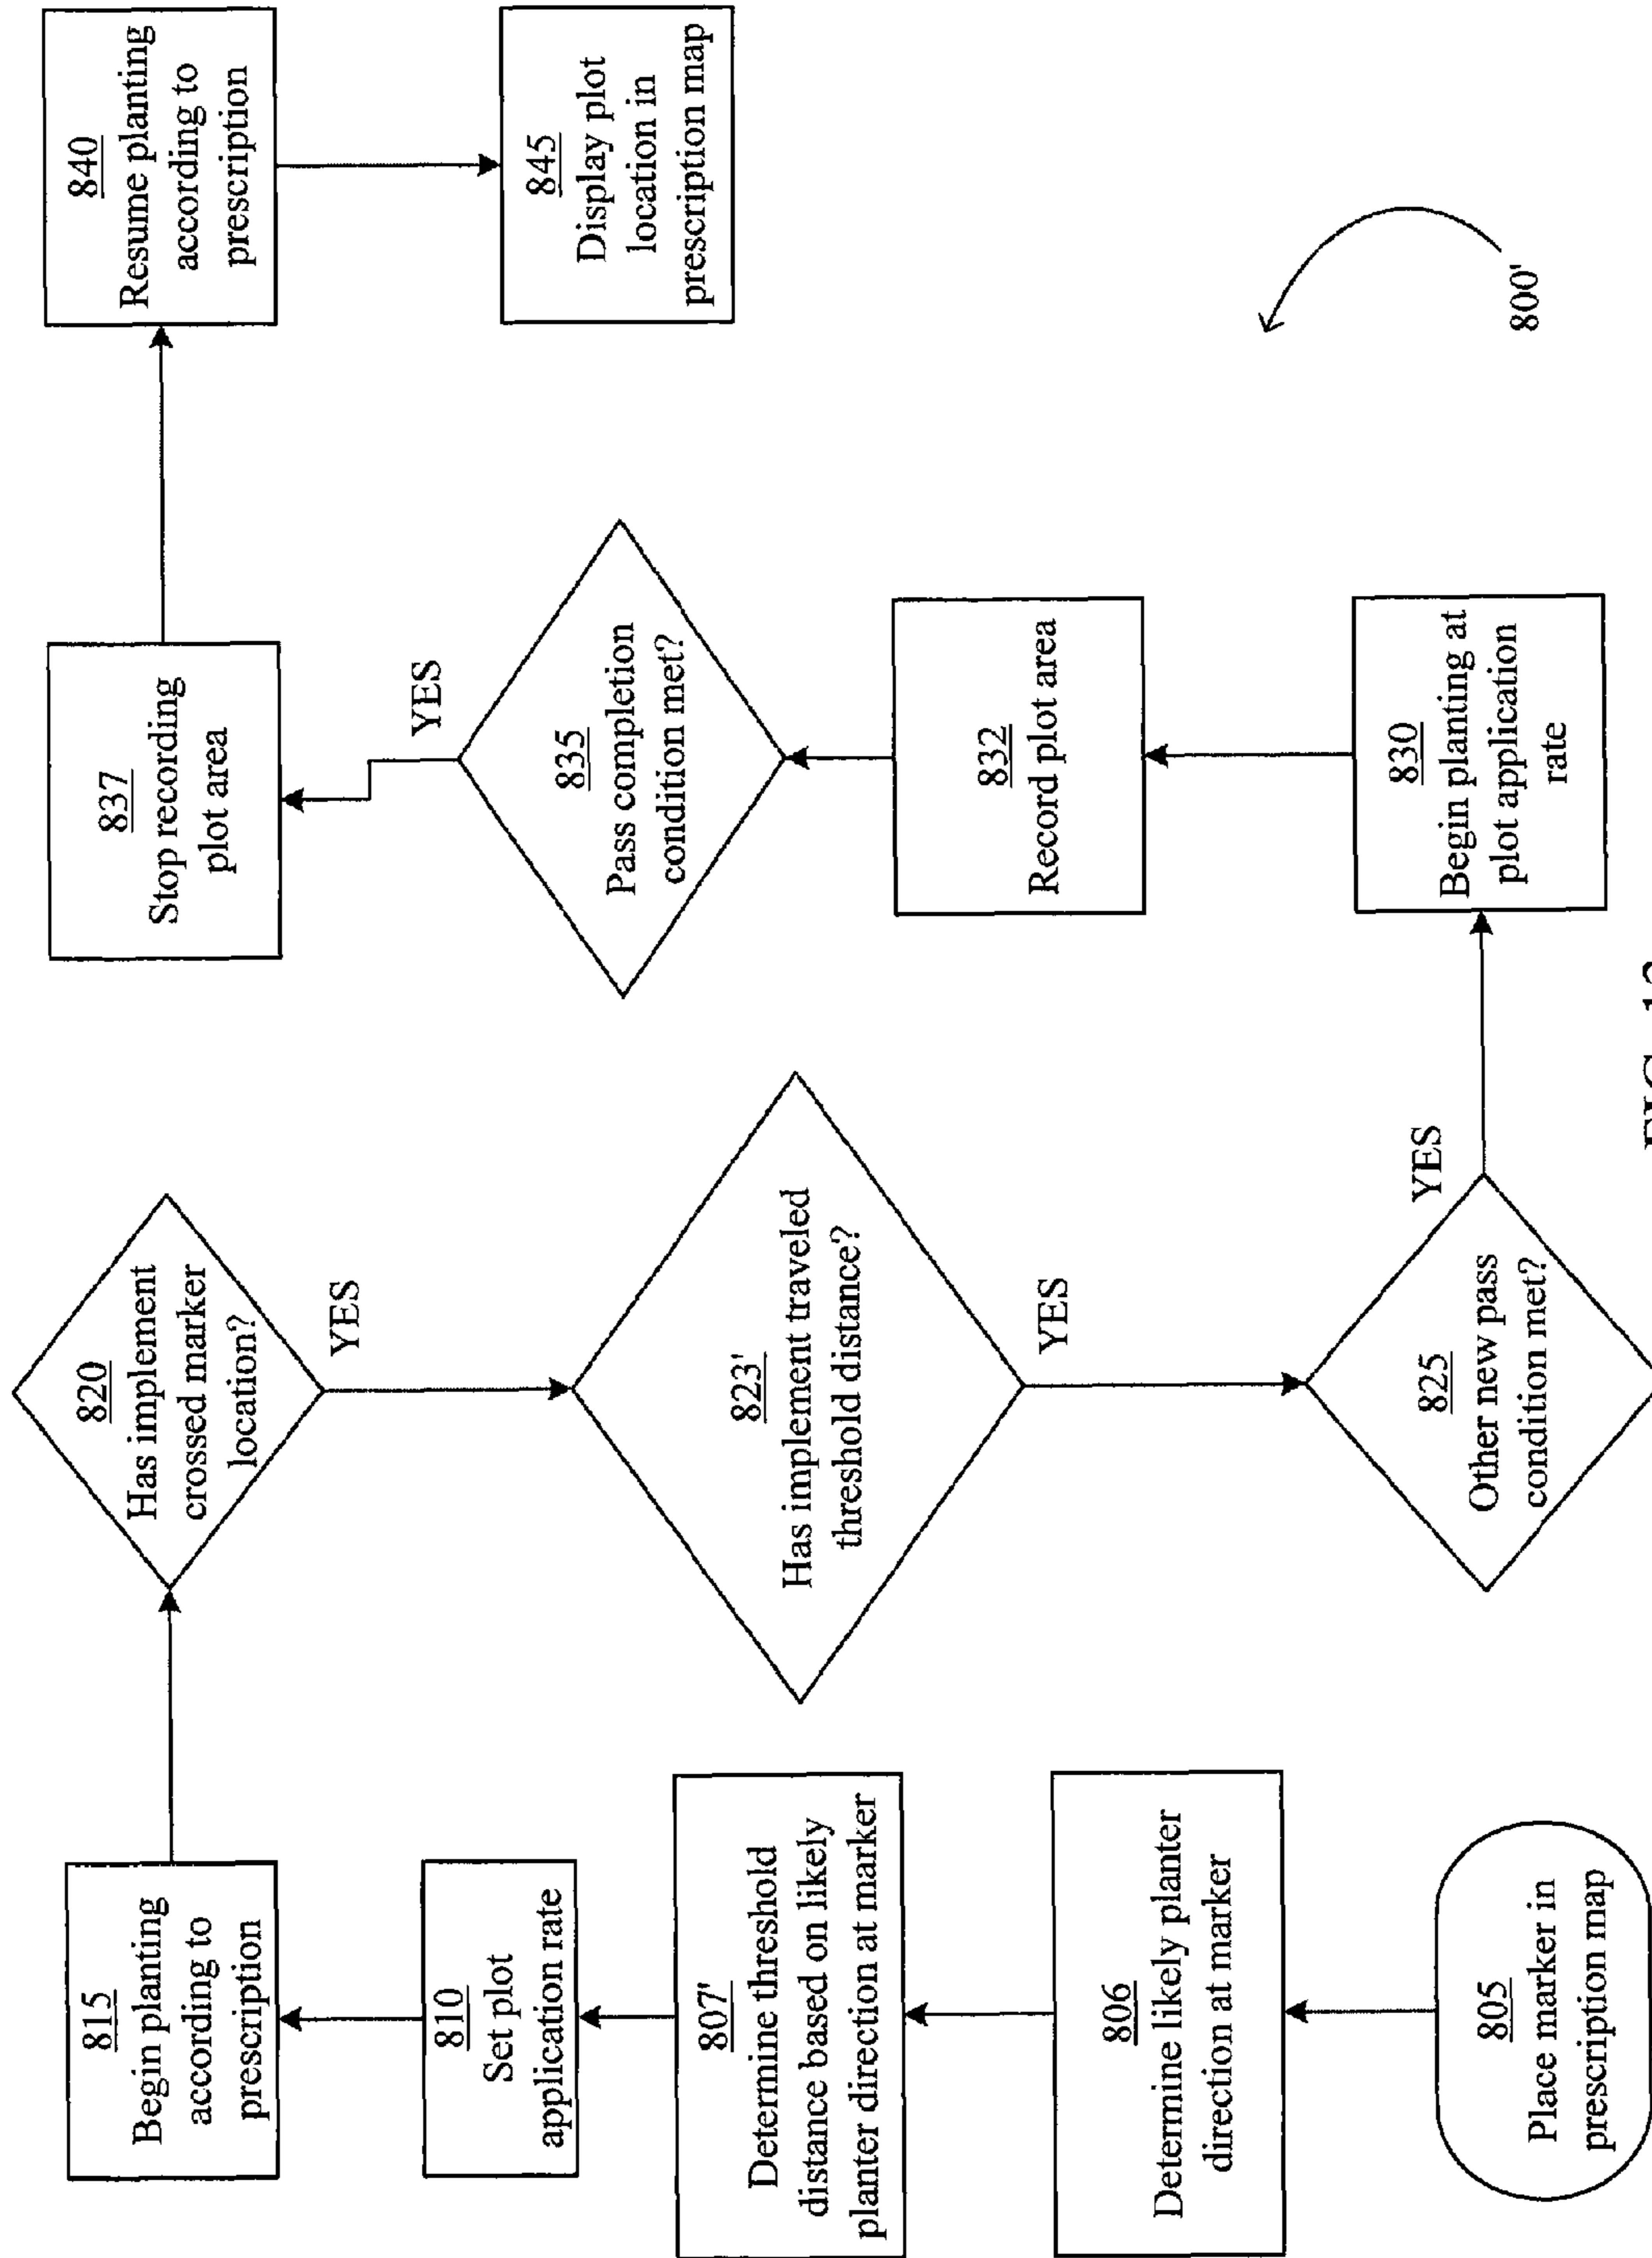 805
Place marker in
prescription map
806
Determine likely planter
direction at marker
807'
Determine threshold
distance based on likely
planter direction at marker
810
Set plot
application rate
815
Begin planting
according to
prescription
820
Has implement
crossed marker
location?
YES
823'
Has implement traveled
threshold distance?
YES
825
Other new pass
condition met?
YES
830
Begin planting at
plot application
rate
832
Record plot area
835
Pass completion
condition met?
YES
837
Stop recording
plot area
840
Resume planting
according to
prescription
845
Display plot
location in
prescription map
800'